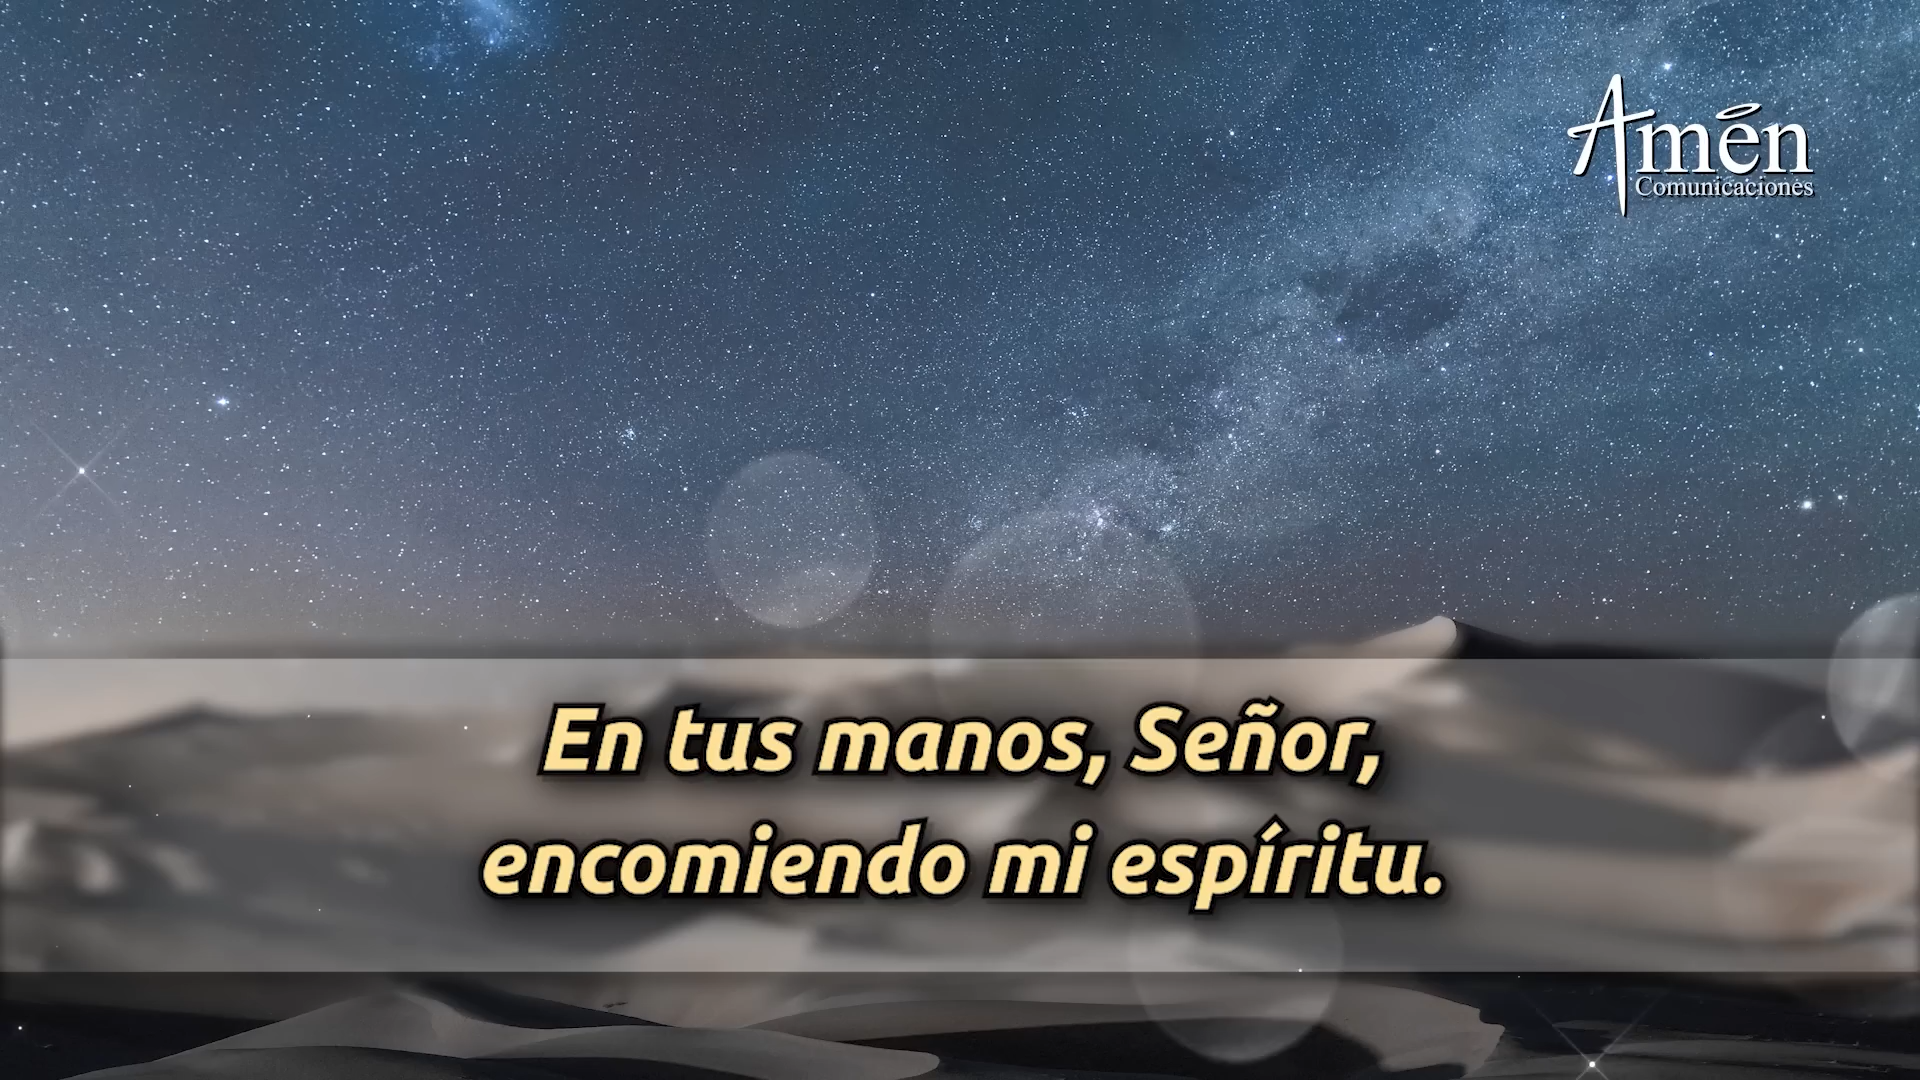 Amén
Comunicaciones
En tus manos, Señor,
encomiendo mi espíritu.